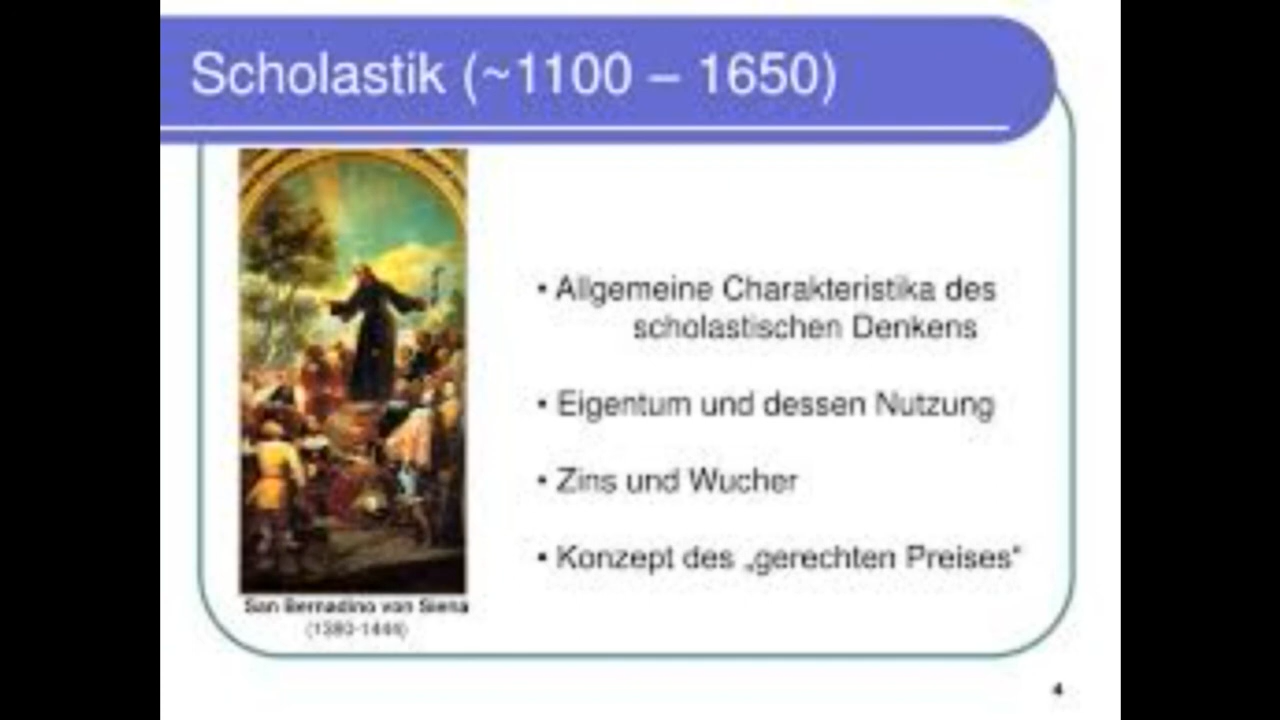 Scholastik (~1100 – 1650)
• Allgemeine Charakteristika des
scholastischen Denkens
• Eigentum und dessen Nutzung
• Zins und Wucher
• Konzept des „gerechten Preises“
San Bernadino von Siena
(1380-1444)
4